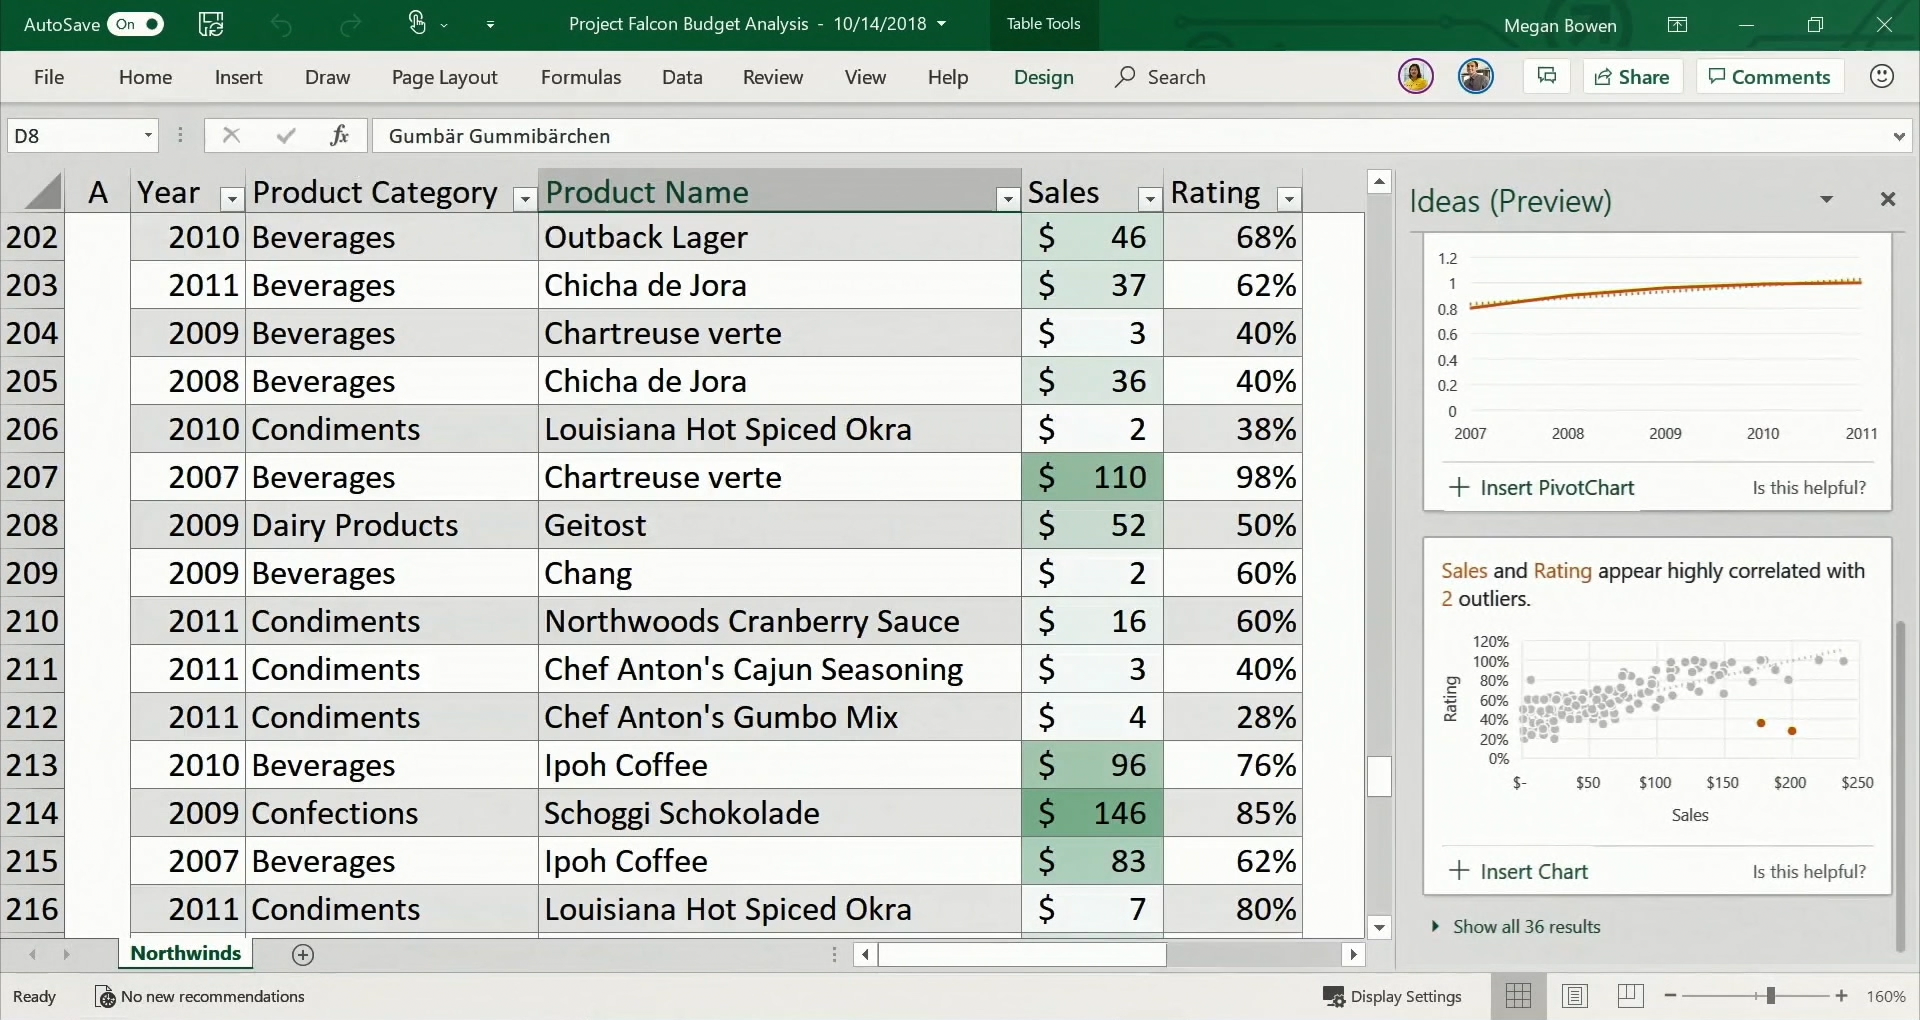 AutoSave On Project Falcon Budget Analysis - 10/14/2018 Table Tools Megan Bowen
File Home Insert Draw Page Layout Formulas Data Review View Help Design Search Share Comments
D8 fx Gumbär Gummibärchen
A Year Product Category Product Name Sales Rating
202 2010 Beverages Outback Lager $ 46 68%
203 2011 Beverages Chicha de Jora $ 37 62%
204 2009 Beverages Chartreuse verte $ 3 40%
205 2008 Beverages Chicha de Jora $ 36 40%
206 2010 Condiments Louisiana Hot Spiced Okra $ 2 38%
207 2007 Beverages Chartreuse verte $ 110 98%
208 2009 Dairy Products Geitost $ 52 50%
209 2009 Beverages Chang $ 2 60%
210 2011 Condiments Northwoods Cranberry Sauce $ 16 60%
211 2011 Condiments Chef Anton's Cajun Seasoning $ 3 40%
212 2011 Condiments Chef Anton's Gumbo Mix $ 4 28%
213 2010 Beverages Ipoh Coffee $ 96 76%
214 2009 Confections Schoggi Schokolade $ 146 85%
215 2007 Beverages Ipoh Coffee $ 83 62%
216 2011 Condiments Louisiana Hot Spiced Okra $ 7 80%
Ideas (Preview)
1.2
1
0.8
0.6
0.4
0.2
0
2007 2008 2009 2010 2011
Insert PivotChart Is this helpful?
Sales and Rating appear highly correlated with
2 outliers.
120%
100%
80%
60%
40%
20%
0%
Rating
$- $50 $100 $150 $200 $250
Sales
Insert Chart Is this helpful?
Show all 36 results
Northwinds
Ready No new recommendations Display Settings 160%